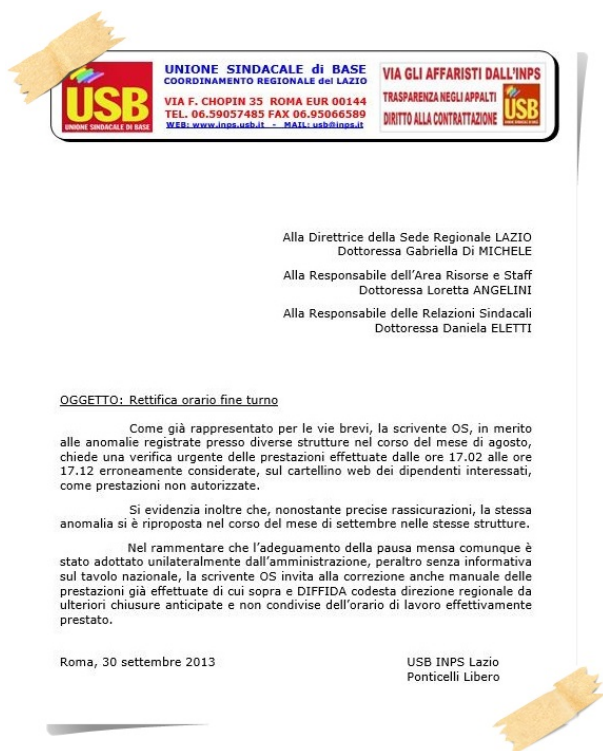 USB
UNIONE SINDACALE DI BASE
UNIONE SINDACALE di BASE
COORDINAMENTO REGIONALE del LAZIO
VIA F. CHOPIN 35 ROMA EUR 00144
TEL. 06.59057485 FAX 06.95066589
WEB: www.inps.usb.it - MAIL: usb@inps.it
VIA GLI AFFARISTI DALL'INPS
TRASPARENZA NEGLI APPALTI
DIRITTO ALLA CONTRATTAZIONE
USB
Alla Direttrice della Sede Regionale LAZIO
Dottoressa Gabriella Di MICHELE
Alla Responsabile dell'Area Risorse e Staff
Dottoressa Loretta ANGELINI
Alla Responsabile delle Relazioni Sindacali
Dottoressa Daniela ELETTI
OGGETTO: Rettifica orario fine turno
Come già rappresentato per le vie brevi, la scrivente OS, in merito
alle anomalie registrate presso diverse strutture nel corso del mese di agosto,
chiede una verifica urgente delle prestazioni effettuate dalle ore 17.02 alle ore
17.12 erroneamente considerate, sul cartellino web dei dipendenti interessati,
come prestazioni non autorizzate.
Si evidenzia inoltre che, nonostante precise rassicurazioni, la stessa
anomalia si è riproposta nel corso del mese di settembre nelle stesse strutture.
Nel rammentare che l'adeguamento della pausa mensa comunque è
stato adottato unilateralmente dall'amministrazione, peraltro senza informativa
sul tavolo nazionale, la scrivente OS invita alla correzione anche manuale delle
prestazioni già effettuate di cui sopra e DIFFIDA codesta direzione regionale da
ulteriori chiusure anticipate e non condivise dell'orario di lavoro effettivamente
prestato.
Roma, 30 settembre 2013
USB INPS Lazio
Ponticelli Libero